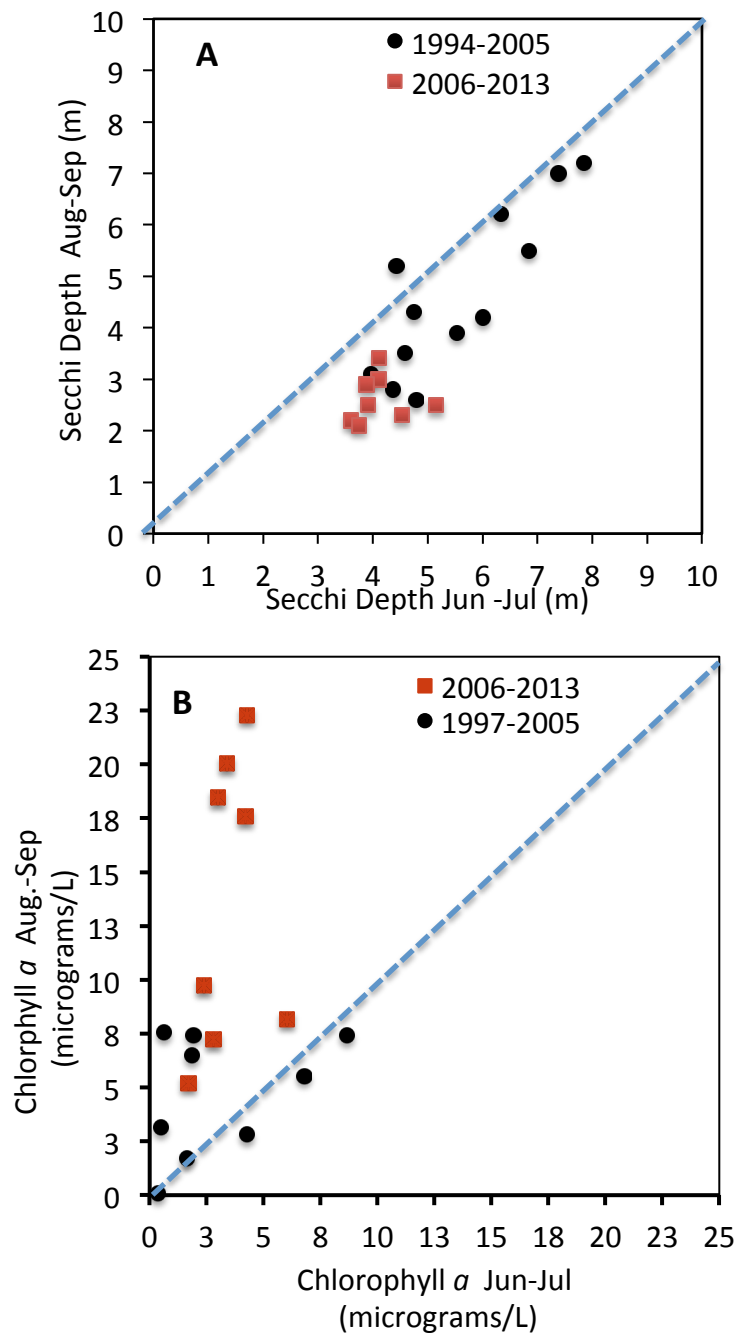 A
1994-2005
2006-2013
10
9
8
7
6
5
4
3
2
1
0
Secchi Depth Aug-Sep (m)
0 1 2 3 4 5 6 7 8 9 10
Secchi Depth Jun -Jul (m)
B
2006-2013
1997-2005
25
23
20
18
15
13
10
8
5
3
0
Chlorphyll a Aug.-Sep
(micrograms/L)
0 3 5 8 10 13 15 18 20 23 25
Chlorophyll a Jun-Jul
(micrograms/L)